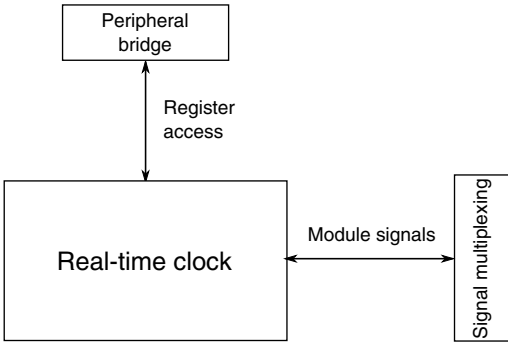 Peripheral
bridge
Register
access
Real-time clock
Module signals
Signal multiplexing